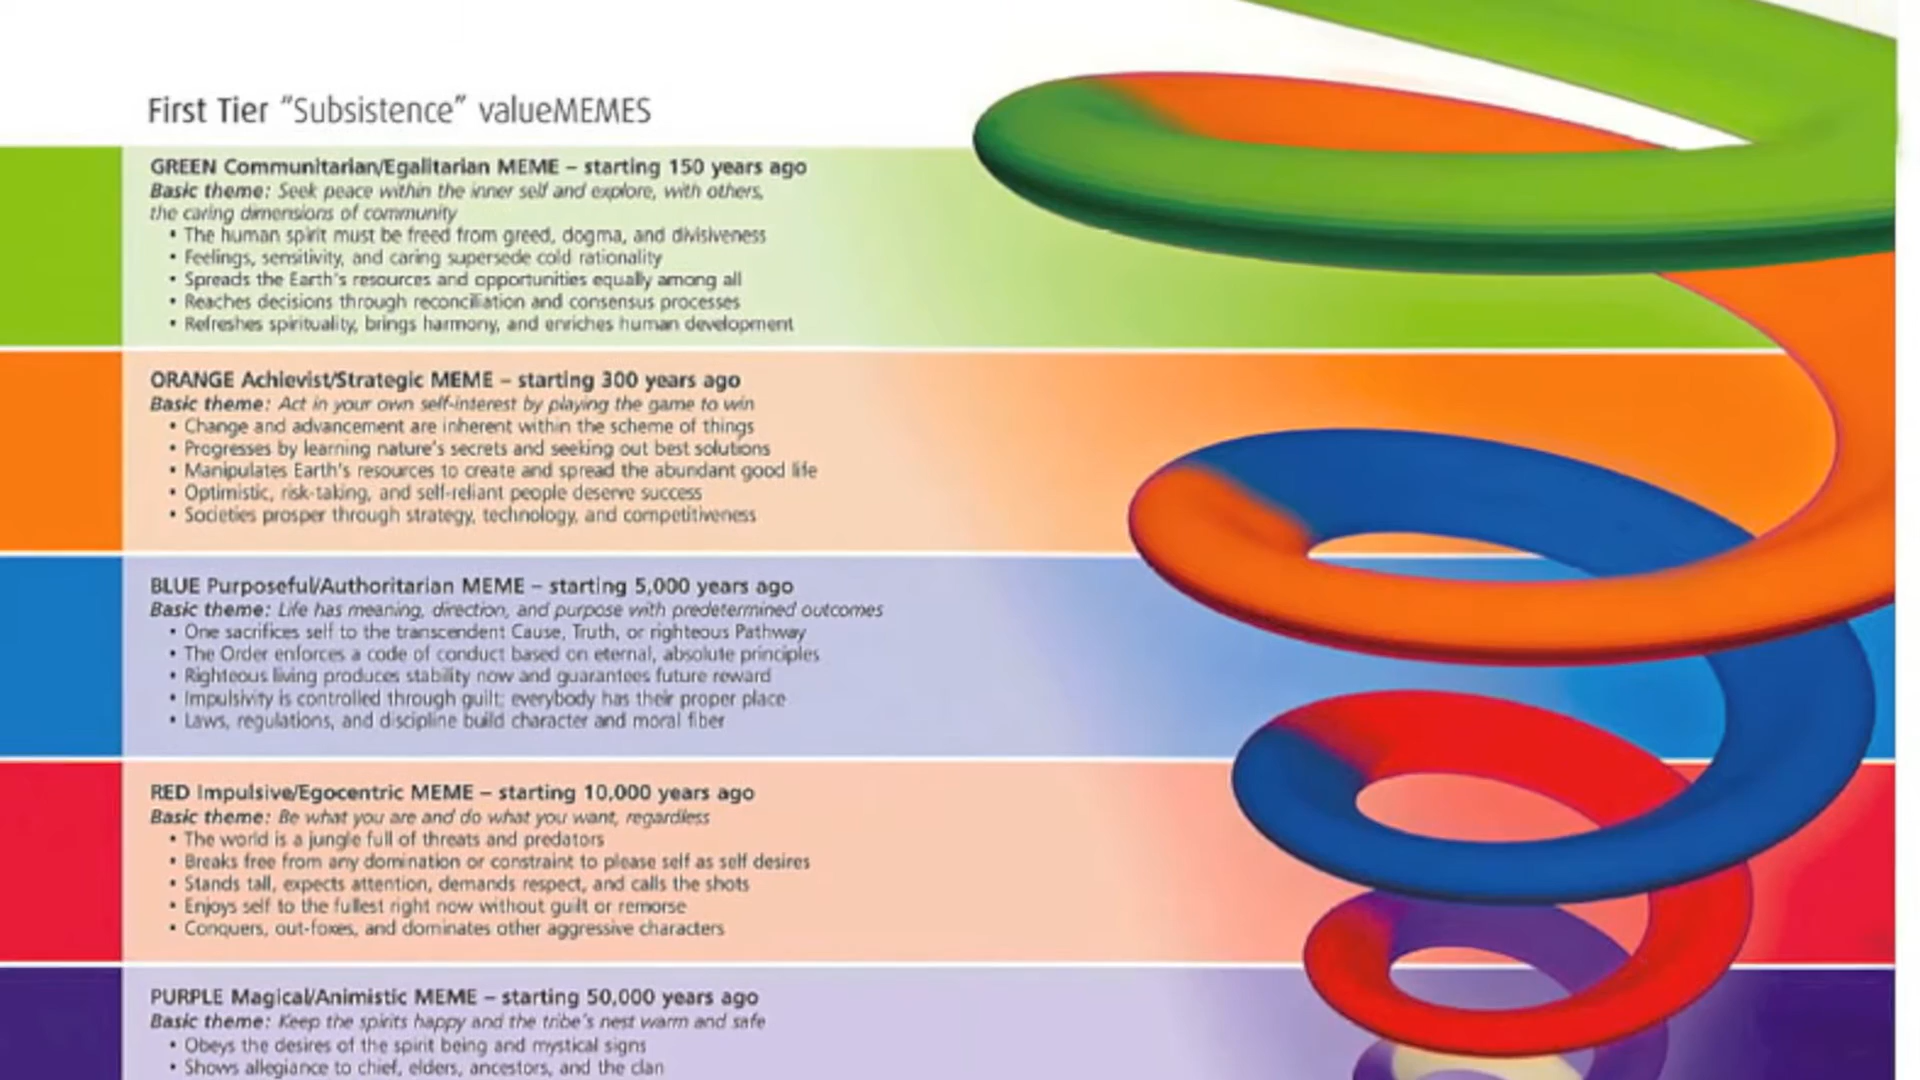 First Tier "Subsistence" valueMEMES
GREEN Communitarian/Egalitarian MEME – starting 150 years ago
Basic theme: Seek peace within the inner self and explore, with others,
the caring dimensions of community
• The human spirit must be freed from greed, dogma, and divisiveness
• Feelings, sensitivity, and caring supersede cold rationality
• Spreads the Earth's resources and opportunities equally among all
• Reaches decisions through reconciliation and consensus processes
• Refreshes spirituality, brings harmony, and enriches human development
ORANGE Achievist/Strategic MEME – starting 300 years ago
Basic theme: Act in your own self-interest by playing the game to win
• Change and advancement are inherent within the scheme of things
• Progresses by learning nature's secrets and seeking out best solutions
• Manipulates Earth's resources to create and spread the abundant good life
• Optimistic, risk-taking, and self-reliant people deserve success
• Societies prosper through strategy, technology, and competitiveness
BLUE Purposeful/Authoritarian MEME – starting 5,000 years ago
Basic theme: Life has meaning, direction, and purpose with predetermined outcomes
• One sacrifices self to the transcendent Cause, Truth, or righteous Pathway
• The Order enforces a code of conduct based on eternal, absolute principles
• Righteous living produces stability now and guarantees future reward
• Impulsivity is controlled through guilt; everybody has their proper place
• Laws, regulations, and discipline build character and moral fiber
RED Impulsive/Egocentric MEME – starting 10,000 years ago
Basic theme: Be what you are and do what you want, regardless
• The world is a jungle full of threats and predators
• Breaks free from any domination or constraint to please self as self desires
• Stands tall, expects attention, demands respect, and calls the shots
• Enjoys self to the fullest right now without guilt or remorse
• Conquers, out-foxes, and dominates other aggressive characters
PURPLE Magical/Animistic MEME – starting 50,000 years ago
Basic theme: Keep the spirits happy and the tribe's nest warm and safe
• Obeys the desires of the spirit being and mystical signs
• Shows allegiance to chief, elders, ancestors, and the clan